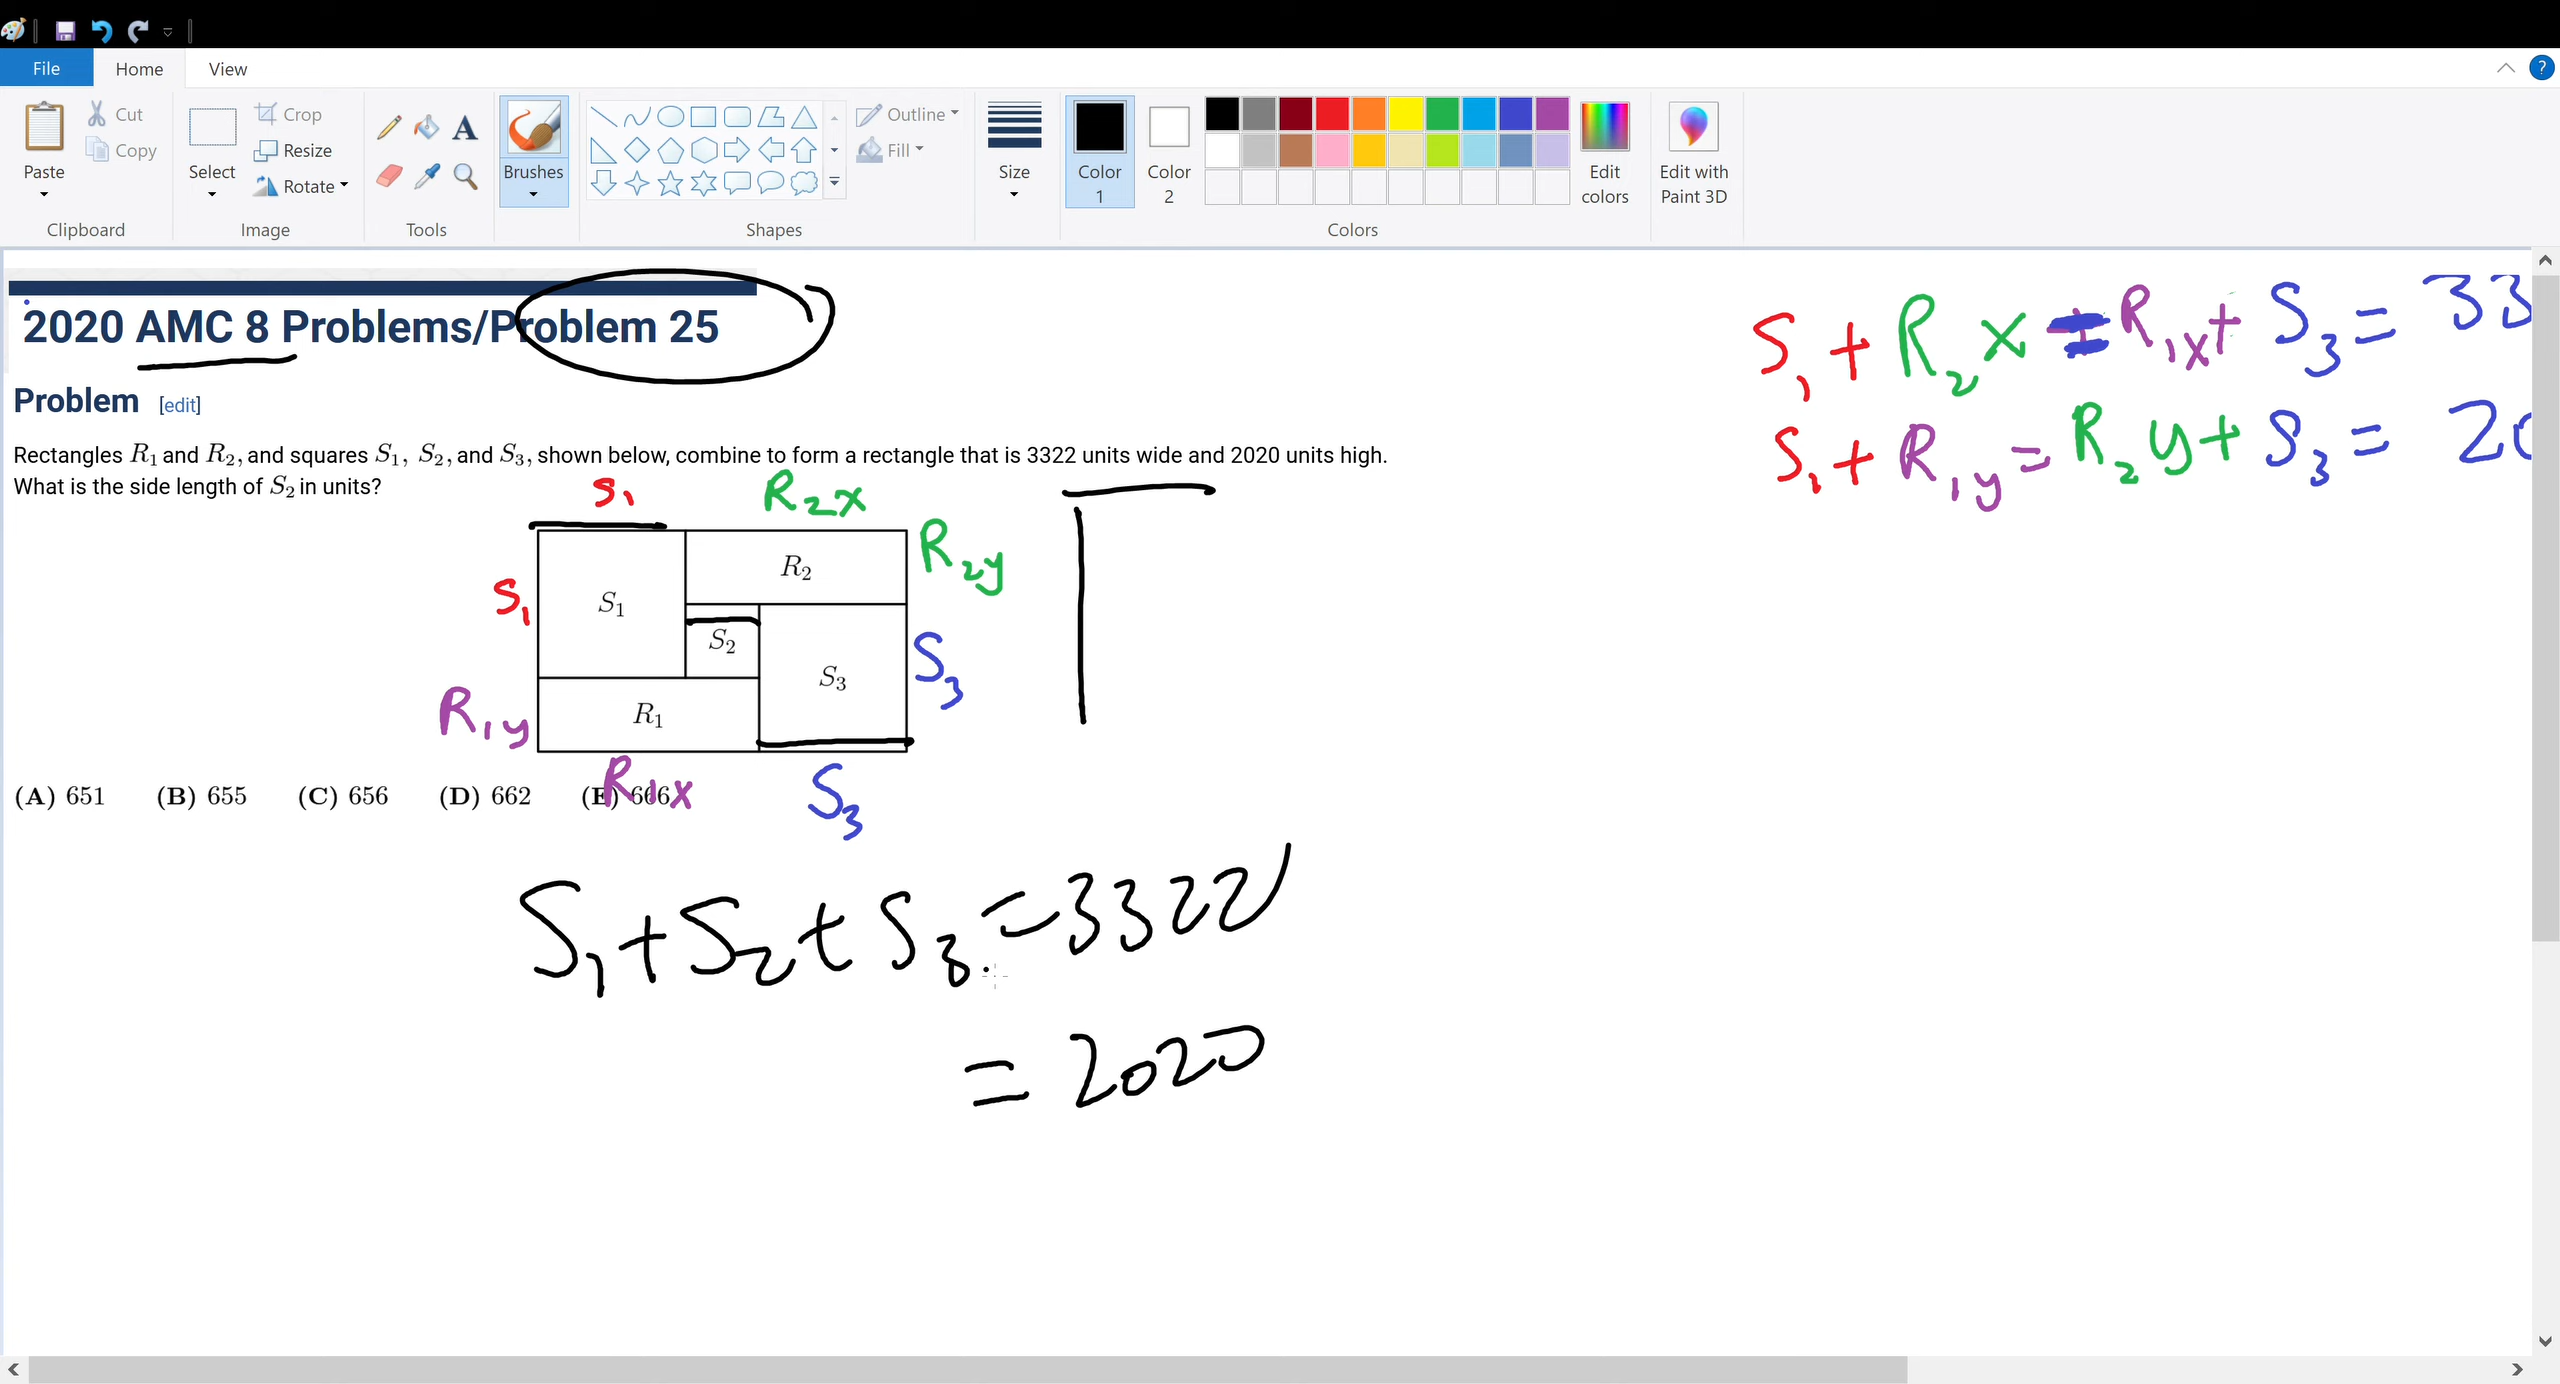 File Home View
Paste
Cut
Copy
Clipboard
Select
Crop
Resize
Rotate
Image
A
Tools
Brushes
Outline
Fill
Shapes
Size
Color 1
Color 2
Edit colors
Colors
Edit with Paint 3D
?
2020 AMC 8 Problems/Problem 25
S₁ + R₂x = R₁x + S₃ = 33
S₁ + R₁y = R₂y + S₃ = 20
Problem [edit]
Rectangles R₁ and R₂, and squares S₁, S₂, and S₃, shown below, combine to form a rectangle that is 3322 units wide and 2020 units high.
What is the side length of S₂ in units?
S₁ R₂x
R₂y
R₂
S₁
S₁
S₂
S₃
S₃
R₁y
R₁
R₁x
S₃
(A) 651 (B) 655 (C) 656 (D) 662 (E) 666
S₁ + S₂ + S₃ = 3322
= 2020